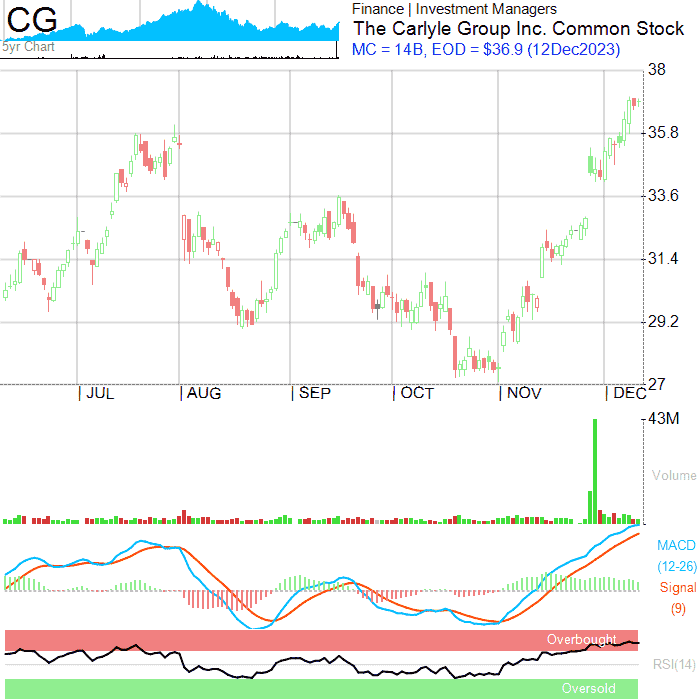 CG
5yr Chart
Finance | Investment Managers
The Carlyle Group Inc. Common Stock
MC = 14B, EOD = $36.9 (12Dec2023)
38
35.8
33.6
31.4
29.2
27
JUL
AUG
SEP
OCT
NOV
DEC
43M
Volume
MACD
(12-26)
Signal
(9)
Overbought
RSI(14)
Oversold